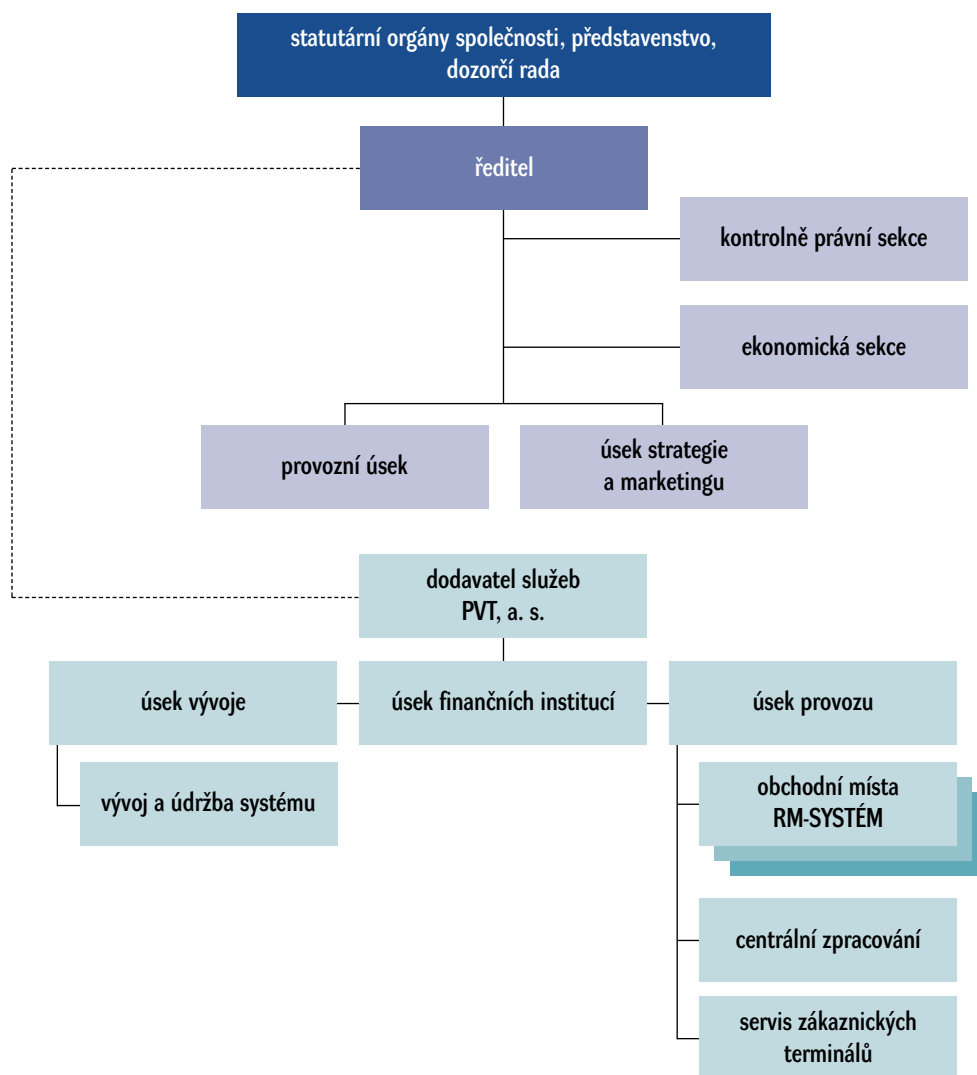 statutární orgány společnosti, představenstvo,
dozorčí rada
ředitel
kontrolně právní sekce
ekonomická sekce
provozní úsek
úsek strategie
a marketingu
dodavatel služeb
PVT, a. s.
úsek vývoje
úsek finančních institucí
úsek provozu
vývoj a údržba systému
obchodní místa
RM-SYSTÉM
centrální zpracování
servis zákaznických
terminálů